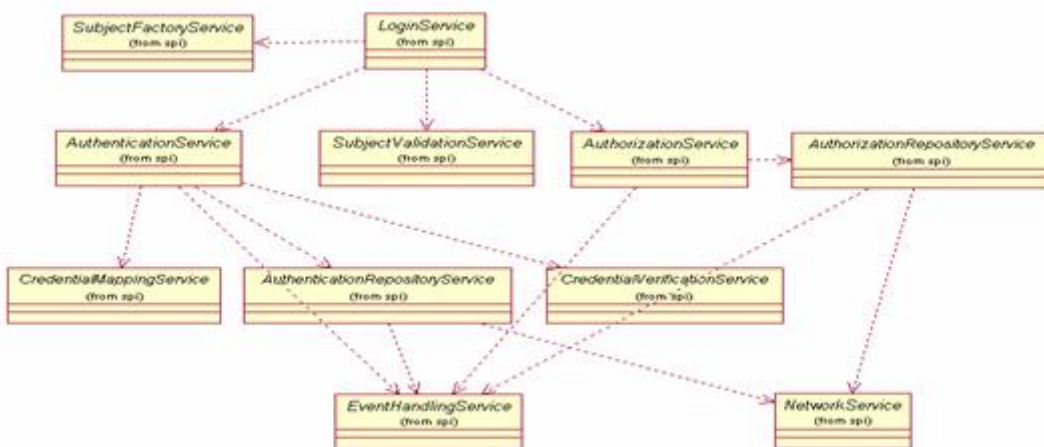 SubjectFactoryService
(from spi)
LoginService
(from spi)
AuthenticationService
(from spi)
SubjectValidationService
(from spi)
AuthorizationService
(from spi)
AuthorizationRepositoryService
(from spi)
CredentialMappingService
(from spi)
AuthenticationRepositoryService
(from spi)
CredentialVerificationService
(from spi)
EventHandlingService
(from spi)
NetworkService
(from spi)